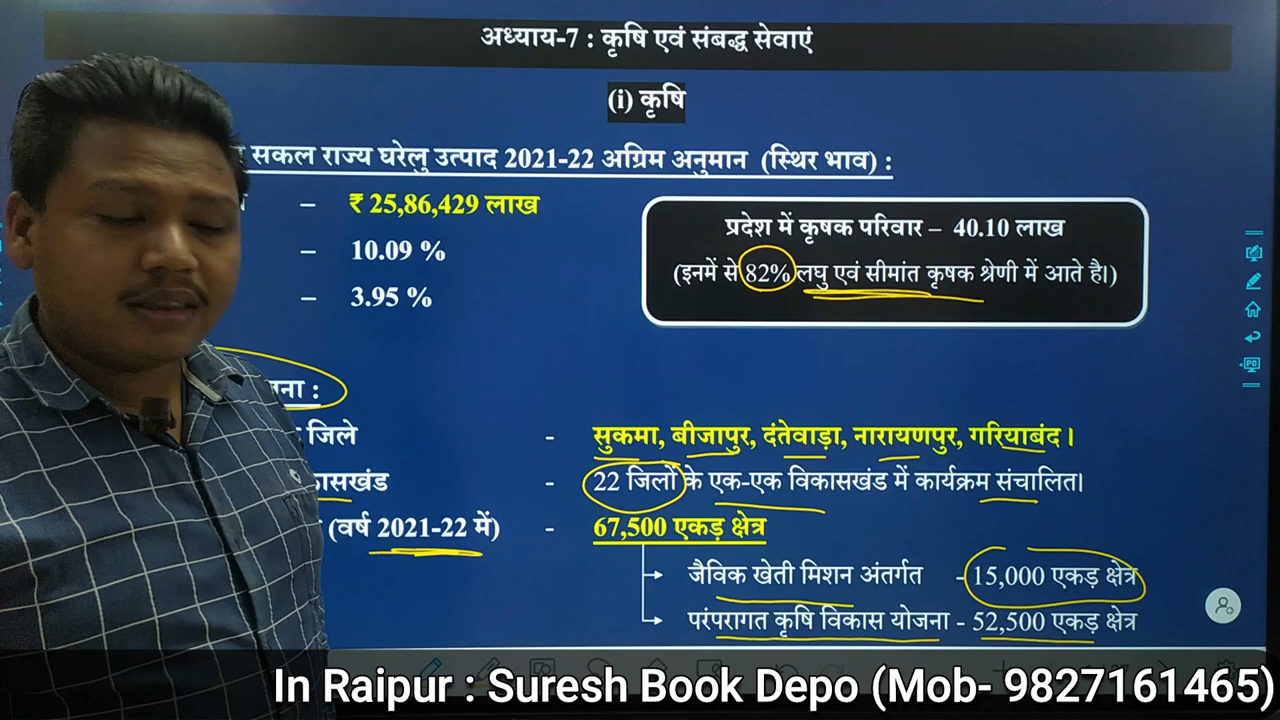 अध्याय-7 : कृषि एवं संबद्ध सेवाएं
(i) कृषि
सकल राज्य घरेलु उत्पाद 2021-22 अग्रिम अनुमान (स्थिर भाव) :
– ₹ 25,86,429 लाख
– 10.09 %
– 3.95 %
प्रदेश में कृषक परिवार – 40.10 लाख
(इनमें से 82% लघु एवं सीमांत कृषक श्रेणी में आते है।)
जिले - सुकमा, बीजापुर, दंतेवाड़ा, नारायणपुर, गरियाबंद।
- 22 जिलों के एक-एक विकासखंड में कार्यक्रम संचालित।
(वर्ष 2021-22 में) - 67,500 एकड़ क्षेत्र
जैविक खेती मिशन अंतर्गत - 15,000 एकड़ क्षेत्र
परंपरागत कृषि विकास योजना - 52,500 एकड़ क्षेत्र
In Raipur : Suresh Book Depo (Mob- 9827161465)